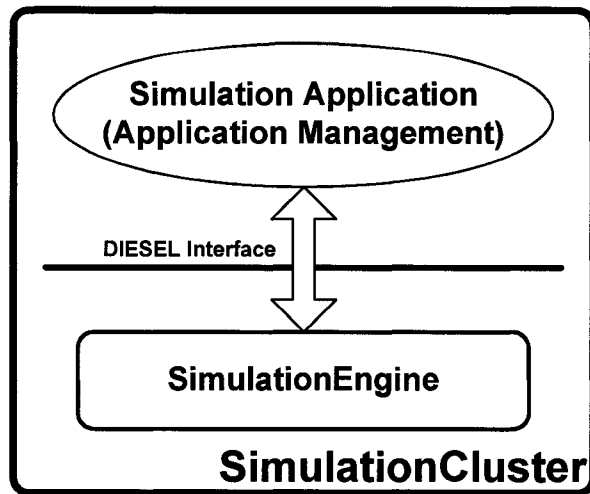 Simulation Application
(Application Management)
DIESEL Interface
SimulationEngine
SimulationCluster